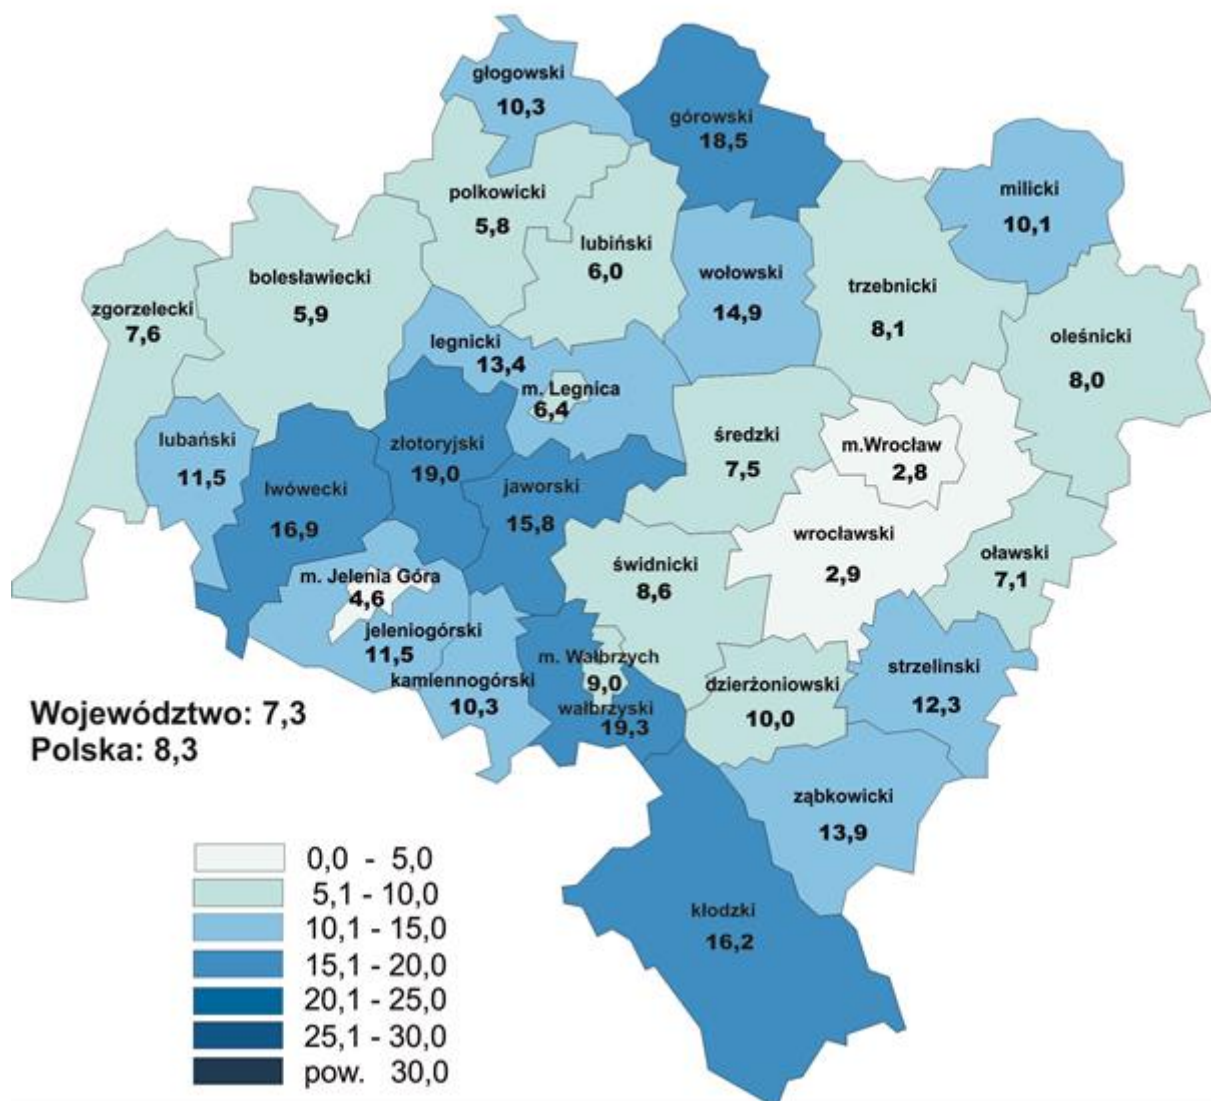 głogowski
10,3
górowski
18,5
milicki
10,1
polkowicki
5,8
lubiński
6,0
wołowski
14,9
trzebnicki
8,1
bolesławiecki
5,9
zgorzelecki
7,6
oleśnicki
8,0
legnicki
13,4
m. Legnica
6,4
lubański
11,5
lwówecki
16,9
złotoryjski
19,0
jaworski
15,8
średzki
7,5
m.Wrocław
2,8
wrocławski
2,9
oławski
7,1
świdnicki
8,6
m. Jelenia Góra
4,6
jeleniogórski
11,5
kamiennogórski
10,3
m. Wałbrzych
9,0
wałbrzyski
19,3
dzierżoniowski
10,0
strzelinski
12,3
ząbkowicki
13,9
kłodzki
16,2
Województwo: 7,3
Polska: 8,3
0,0 - 5,0
5,1 - 10,0
10,1 - 15,0
15,1 - 20,0
20,1 - 25,0
25,1 - 30,0
pow. 30,0